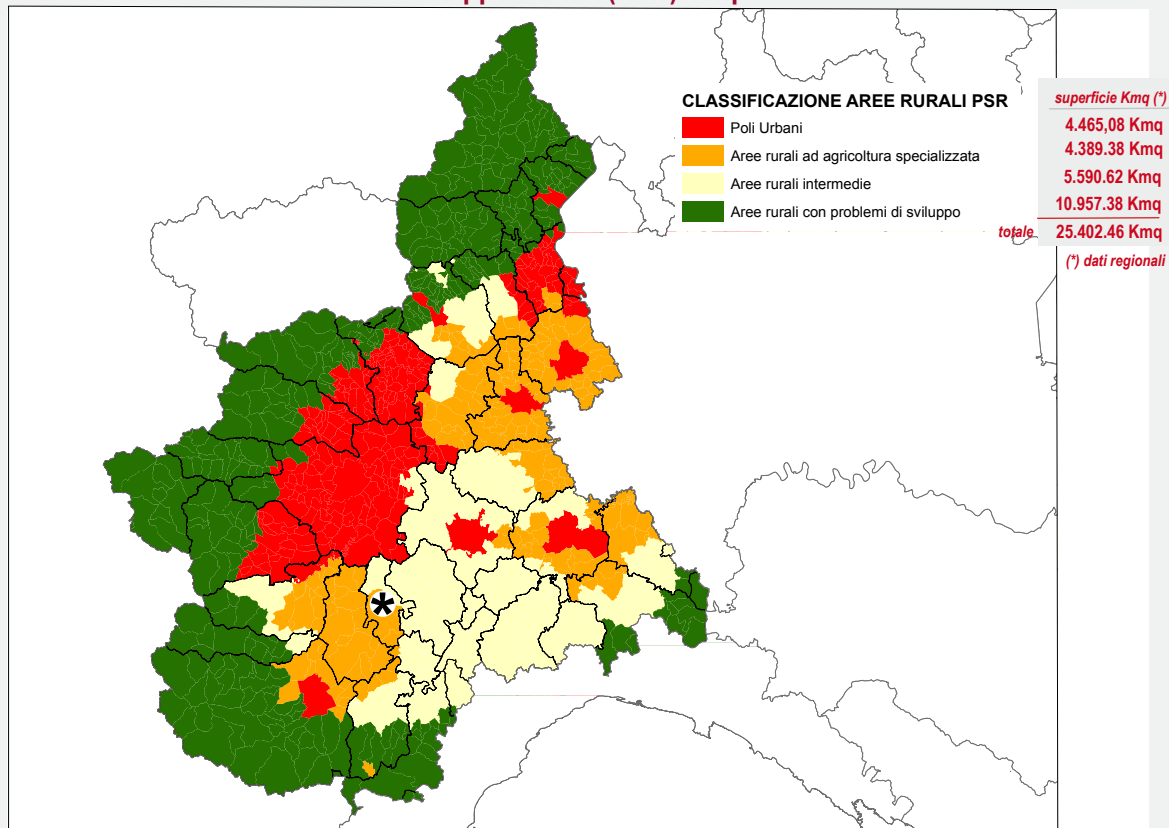 CLASSIFICAZIONE AREE RURALI PSR
superficie Kmq (*)
Poli Urbani
4.465,08 Kmq
Aree rurali ad agricoltura specializzata
4.389.38 Kmq
Aree rurali intermedie
5.590.62 Kmq
Aree rurali con problemi di sviluppo
10.957.38 Kmq
totale 25.402.46 Kmq
(*) dati regionali
*